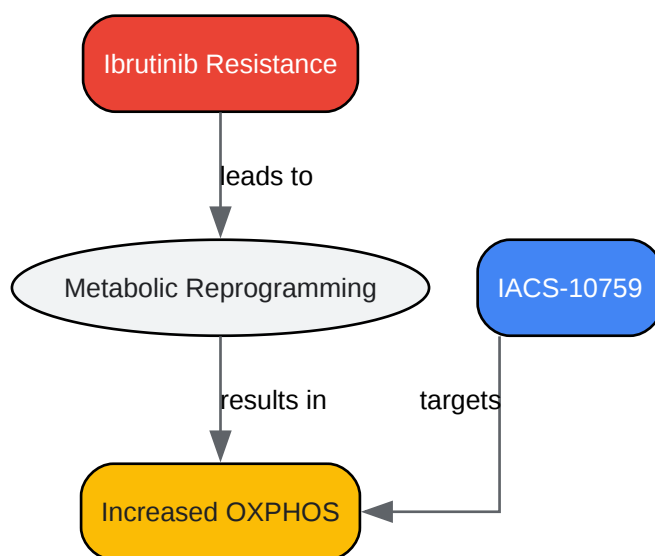 Ibrutinib Resistance
leads to
Metabolic Reprogramming
IACS-10759
results in
targets
Increased OXPHOS